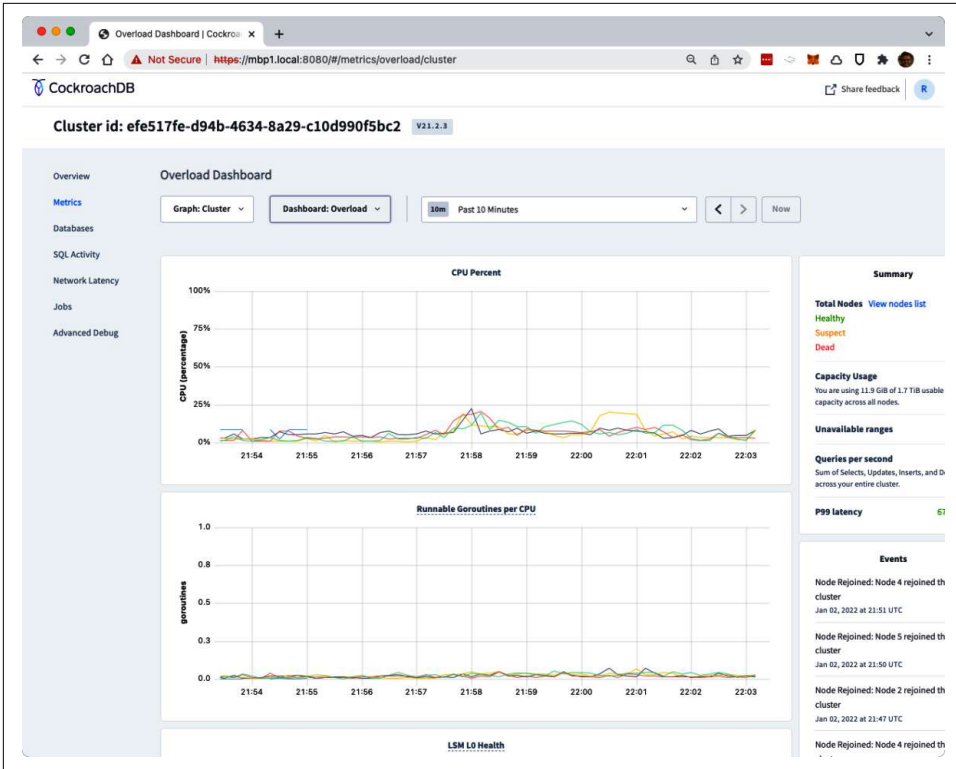 Overload Dashboard | Cockroa
Not Secure | https://mbp1.local:8080/#/metrics/overload/cluster
CockroachDB
Share feedback
R
Cluster id: efe517fe-d94b-4634-8a29-c10d990f5bc2
V21.2.3
Overview
Metrics
Databases
SQL Activity
Network Latency
Jobs
Advanced Debug
Overload Dashboard
Graph: Cluster
Dashboard: Overload
10m Past 10 Minutes
Now
CPU Percent
CPU (percentage)
100%
75%
50%
25%
0%
21:54 21:55 21:56 21:57 21:58 21:59 22:00 22:01 22:02 22:03
Runnable Goroutines per CPU
goroutines
1.0
0.8
0.5
0.3
0.0
21:54 21:55 21:56 21:57 21:58 21:59 22:00 22:01 22:02 22:03
LSM L0 Health
Summary
Total Nodes View nodes list
Healthy
Suspect
Dead
Capacity Usage
You are using 11.9 GiB of 1.7 TiB usable
capacity across all nodes.
Unavailable ranges
Queries per second
Sum of Selects, Updates, Inserts, and De
across your entire cluster.
P99 latency 67
Events
Node Rejoined: Node 4 rejoined th
cluster
Jan 02, 2022 at 21:51 UTC
Node Rejoined: Node 5 rejoined th
cluster
Jan 02, 2022 at 21:50 UTC
Node Rejoined: Node 2 rejoined th
cluster
Jan 02, 2022 at 21:47 UTC
Node Rejoined: Node 4 rejoined th